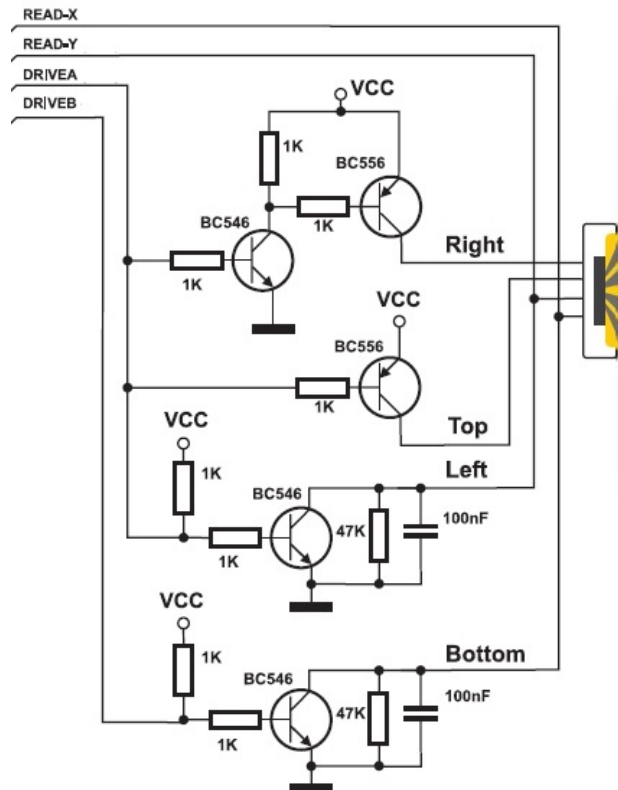 READ-X
READ-Y
DRIVEA
DRIVEB
VCC
1K
BC556
BC546
1K
1K
Right
VCC
BC556
1K
Top
VCC
Left
1K
BC546
47K
100nF
1K
VCC
Bottom
1K
BC546
47K
100nF
1K